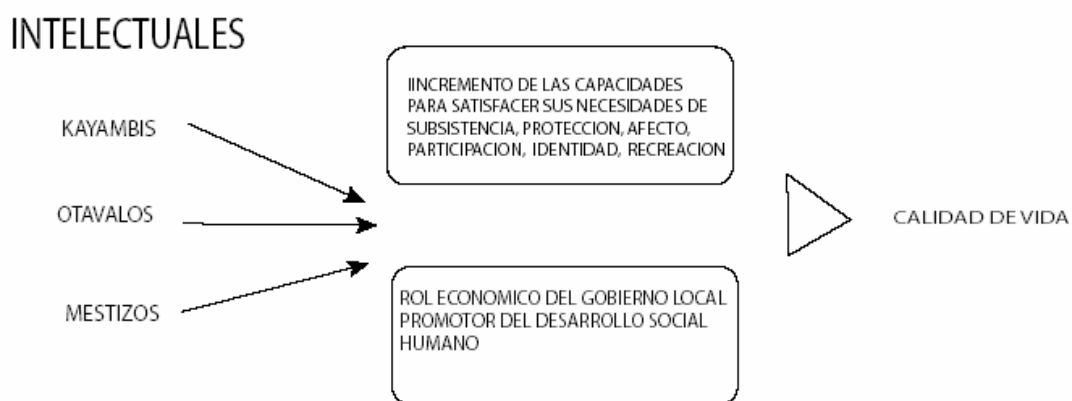 INTELECTUALES
KAYAMBIS
OTAVALOS
MESTIZOS
IINCREMENTO DE LAS CAPACIDADES
PARA SATISFACER SUS NECESIDADES DE
SUBSISTENCIA, PROTECCION, AFECTO,
PARTICIPACION, IDENTIDAD, RECREACION
ROL ECONOMICO DEL GOBIERNO LOCAL
PROMOTOR DEL DESARROLLO SOCIAL
HUMANO
CALIDAD DE VIDA